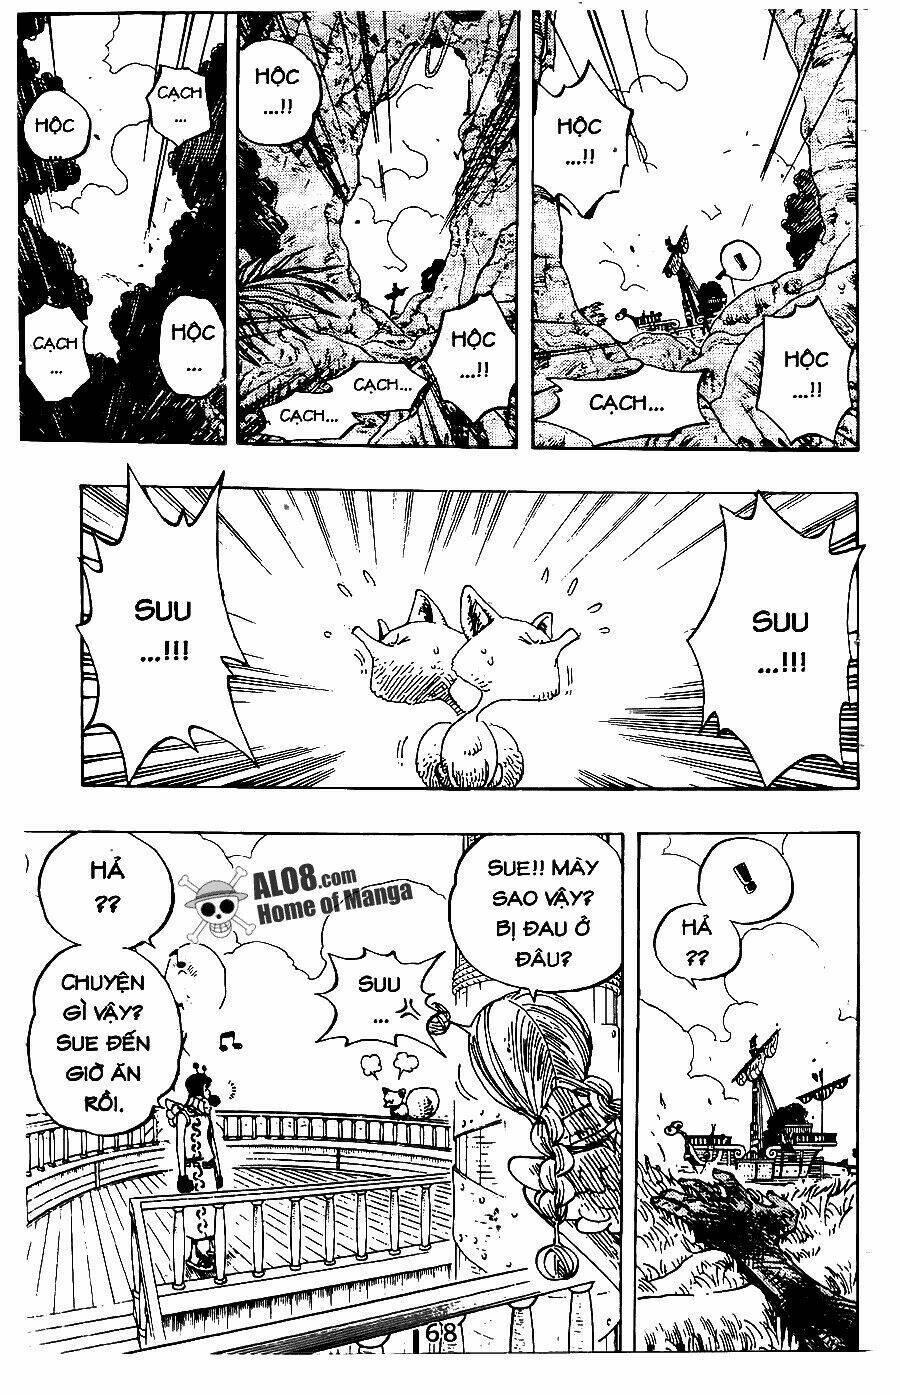 HỘC
...!!
HỘC
...!!
CẠCH...
!
HỘC
...!!
HỘC
...!!
CẠCH...
CẠCH...
CẠCH
...
HỘC
...
HỘC
...
CẠCH
...
SUU
...!!!
SUU
...!!!
!
HẢ
??
SUE!! MÀY
SAO VẬY?
BỊ ĐAU Ở
ĐÂU?
SUU
...
HẢ
??
CHUYỆN
GÌ VẬY?
SUE ĐẾN
GIỜ ĂN
RỒI.
ALO8.com
Home of Manga
68